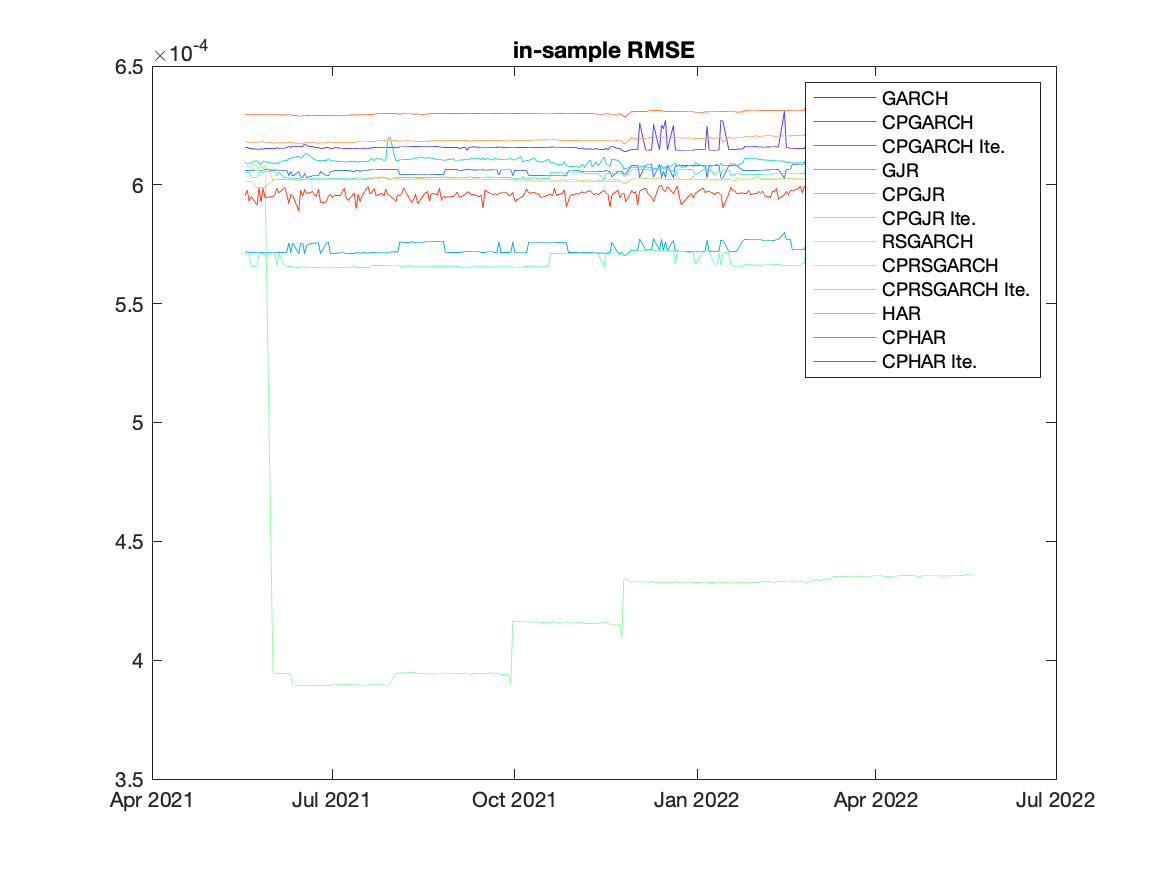 in-sample RMSE
×10-4
6.5
6
5.5
5
4.5
4
3.5
Apr 2021
Jul 2021
Oct 2021
Jan 2022
Apr 2022
Jul 2022
GARCH
CPGARCH
CPGARCH Ite.
GJR
CPGJR
CPGJR Ite.
RSGARCH
CPRSGARCH
CPRSGARCH Ite.
HAR
CPHAR
CPHAR Ite.